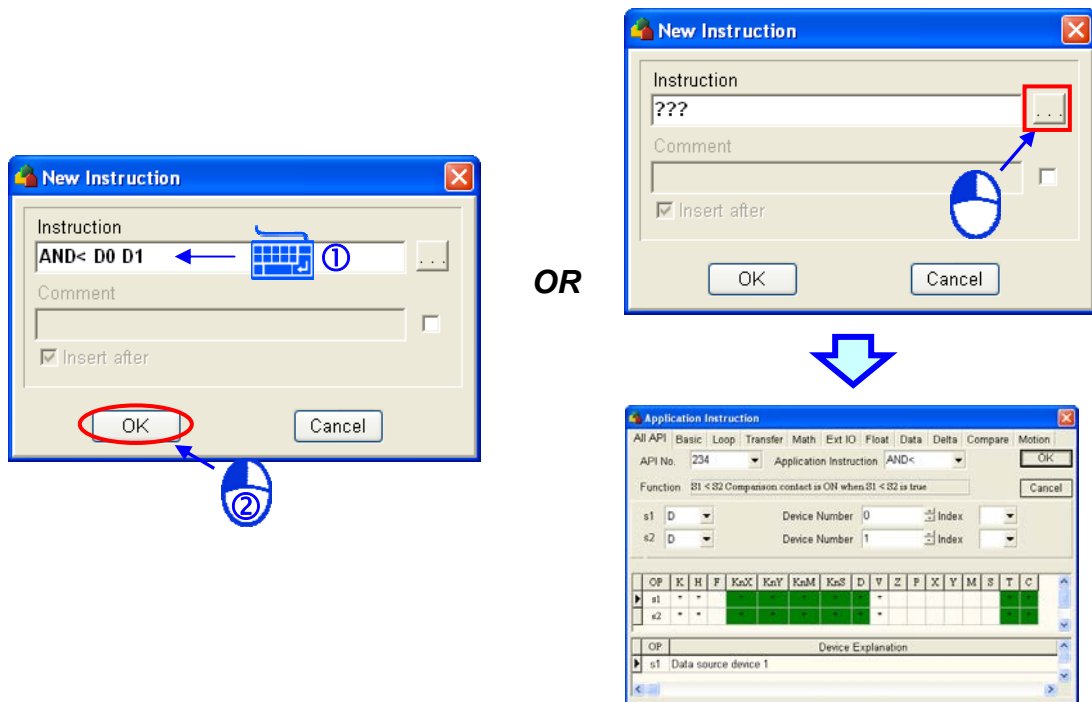 New Instruction
Instruction
AND< D0 D1
①
...
Comment
Insert after
OK
Cancel
②
OR
New Instruction
Instruction
???
...
Comment
Insert after
OK
Cancel
Application Instruction
All API Basic Loop Transfer Math Ext IO Float Data Delta Compare Motion
API No. 234 Application Instruction AND< OK
Function S1 < S2 Comparison contact is ON when S1 < S2 is true Cancel
s1 D Device Number 0 Index
s2 D Device Number 1 Index
OP K H F KnX KnY KnM KnS D V Z P X Y M S T C
s1 * * * * * * * * * *
s2 * * * * * * * * * *
OP Device Explanation
s1 Data source device 1